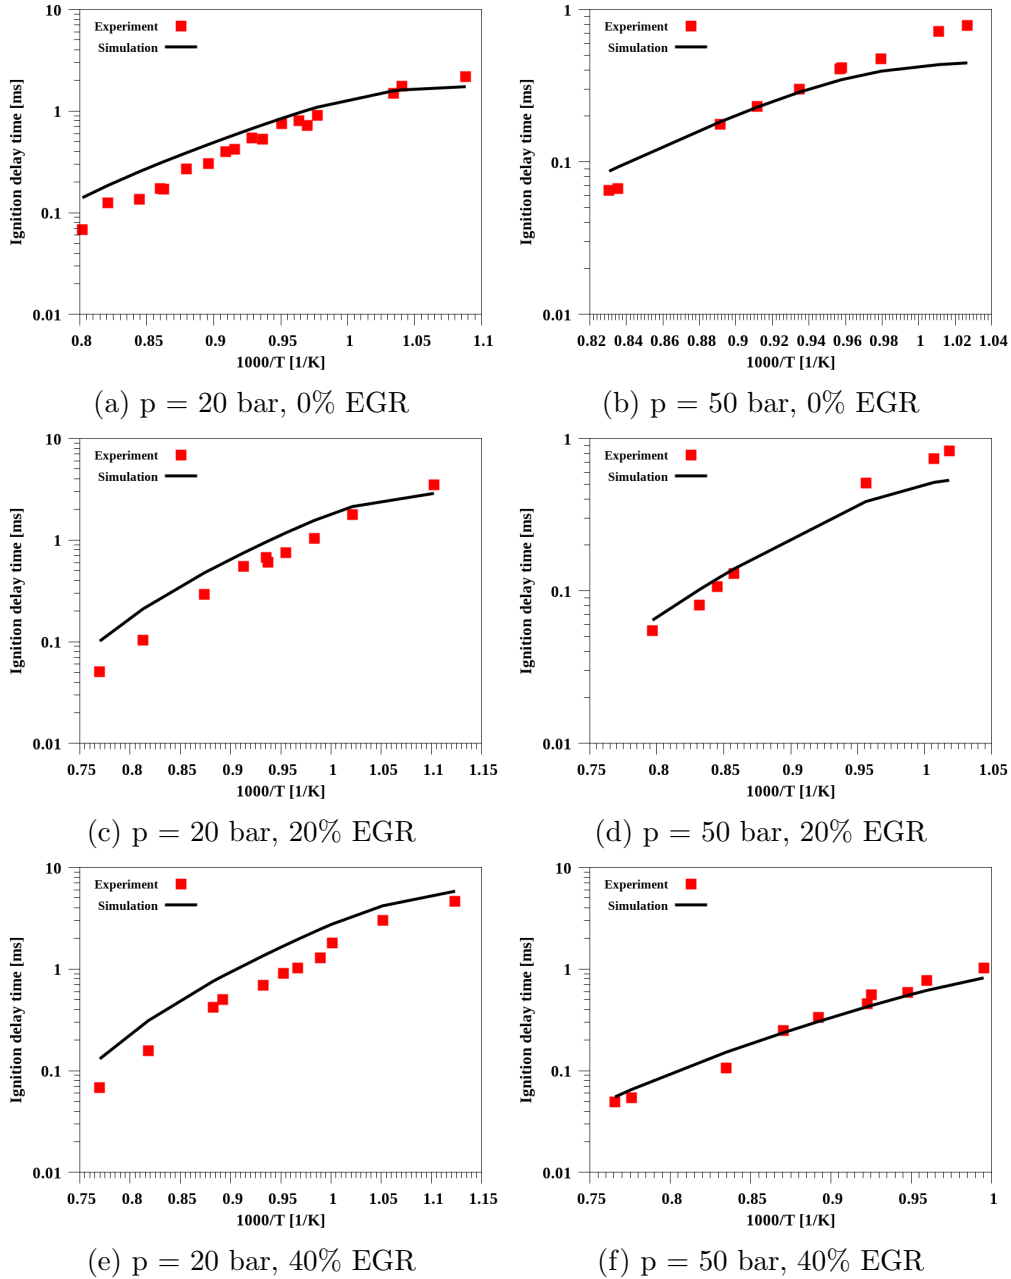 10
1
0.1
0.01
Ignition delay time [ms]
Experiment
Simulation
0.8 0.85 0.9 0.95 1 1.05 1.1
1000/T [1/K]
(a) p = 20 bar, 0% EGR
1
0.1
0.01
Ignition delay time [ms]
Experiment
Simulation
0.82 0.84 0.86 0.88 0.9 0.92 0.94 0.96 0.98 1 1.02 1.04
1000/T [1/K]
(b) p = 50 bar, 0% EGR
10
1
0.1
0.01
Ignition delay time [ms]
Experiment
Simulation
0.75 0.8 0.85 0.9 0.95 1 1.05 1.1 1.15
1000/T [1/K]
(c) p = 20 bar, 20% EGR
1
0.1
0.01
Ignition delay time [ms]
Experiment
Simulation
0.75 0.8 0.85 0.9 0.95 1 1.05
1000/T [1/K]
(d) p = 50 bar, 20% EGR
10
1
0.1
0.01
Ignition delay time [ms]
Experiment
Simulation
0.75 0.8 0.85 0.9 0.95 1 1.05 1.1 1.15
1000/T [1/K]
(e) p = 20 bar, 40% EGR
10
1
0.1
0.01
Ignition delay time [ms]
Experiment
Simulation
0.75 0.8 0.85 0.9 0.95 1
1000/T [1/K]
(f) p = 50 bar, 40% EGR